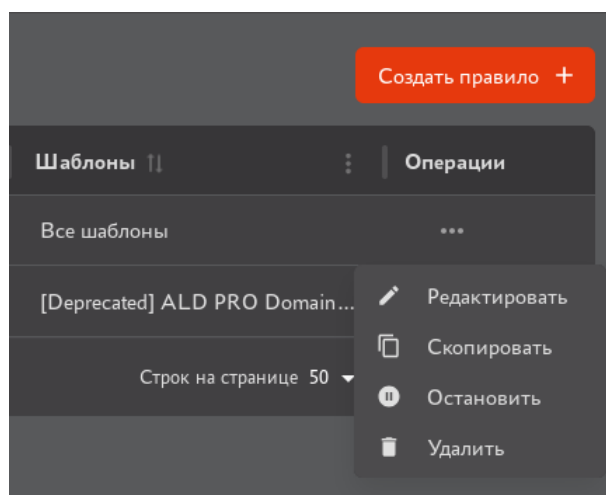 Создать правило +
Шаблоны Операции
Все шаблоны
[Deprecated] ALD PRO Domain...
Редактировать
Скопировать
Строк на странице 50
Остановить
Удалить